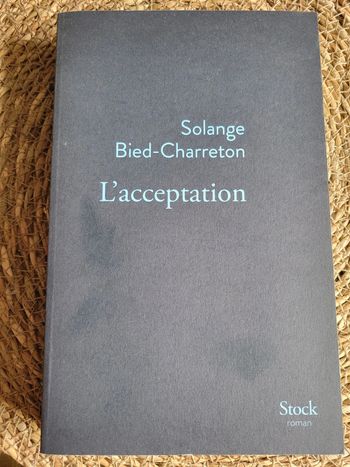 Solange
Bied-Charreton
L'acceptation
Stock
roman